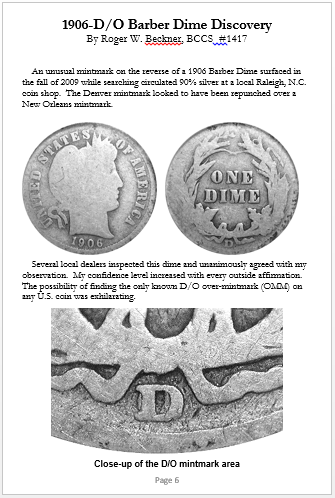 1906-D/O Barber Dime Discovery
By Roger W. Beckner, BCCS #1417
An unusual mintmark on the reverse of a 1906 Barber Dime surfaced in
the fall of 2009 while searching circulated 90% silver at a local Raleigh, N.C.
coin shop. The Denver mintmark looked to have been repunched over a
New Orleans mintmark.
UNITED STATES OF AMERICA
1906
ONE
DIME
D
Several local dealers inspected this dime and unanimously agreed with my
observation. My confidence level increased with every outside affirmation.
The possibility of finding the only known D/O over-mintmark (OMM) on
any U.S. coin was exhilarating.
D
Close-up of the D/O mintmark area
Page 6